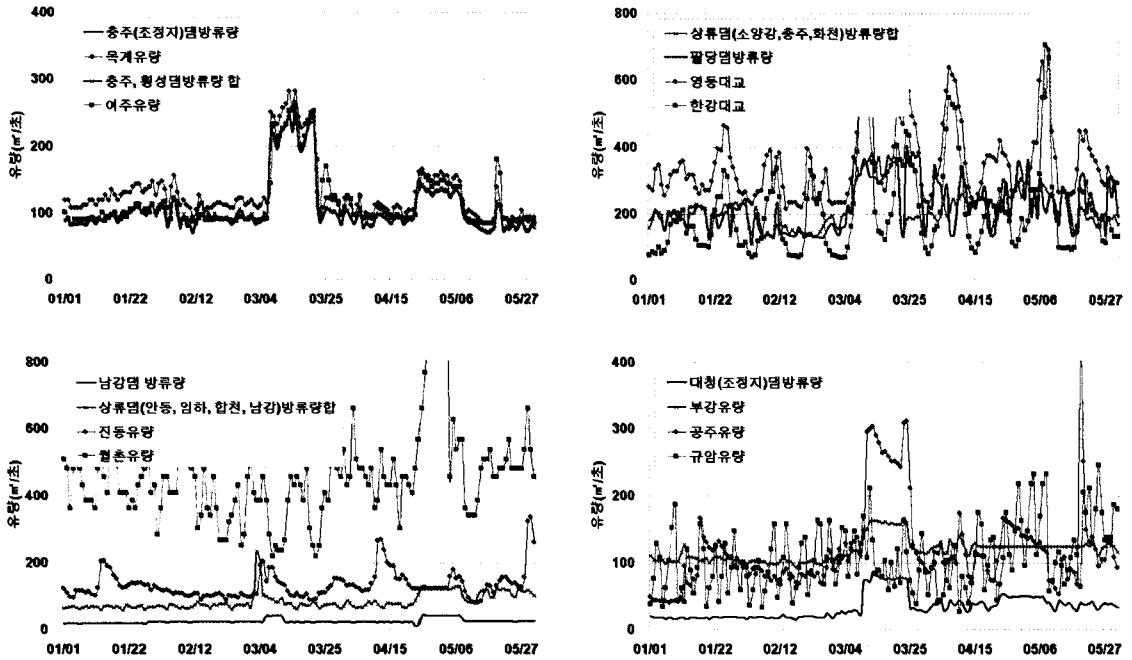 400
300
200
100
0
유량(㎥/초)
충주(조정지)댐방류량
목계유량
충주, 횡성댐방류량 합
여주유량
01/01 01/22 02/12 03/04 03/25 04/15 05/06 05/27
800
600
400
200
0
유량(㎥/초)
상류댐(소양강,충주,화천)방류량합
팔당댐방류량
영동대교
한강대교
01/01 01/22 02/12 03/04 03/25 04/15 05/06 05/27
800
600
400
200
0
유량(㎥/초)
남강댐 방류량
상류댐(안동, 임하, 합천, 남강)방류량합
진동유량
월촌유량
01/01 01/22 02/12 03/04 03/25 04/15 05/06 05/27
400
300
200
100
0
유량(㎥/초)
대청(조정지)댐방류량
부강유량
공주유량
규암유량
01/01 01/22 02/12 03/04 03/25 04/15 05/06 05/27